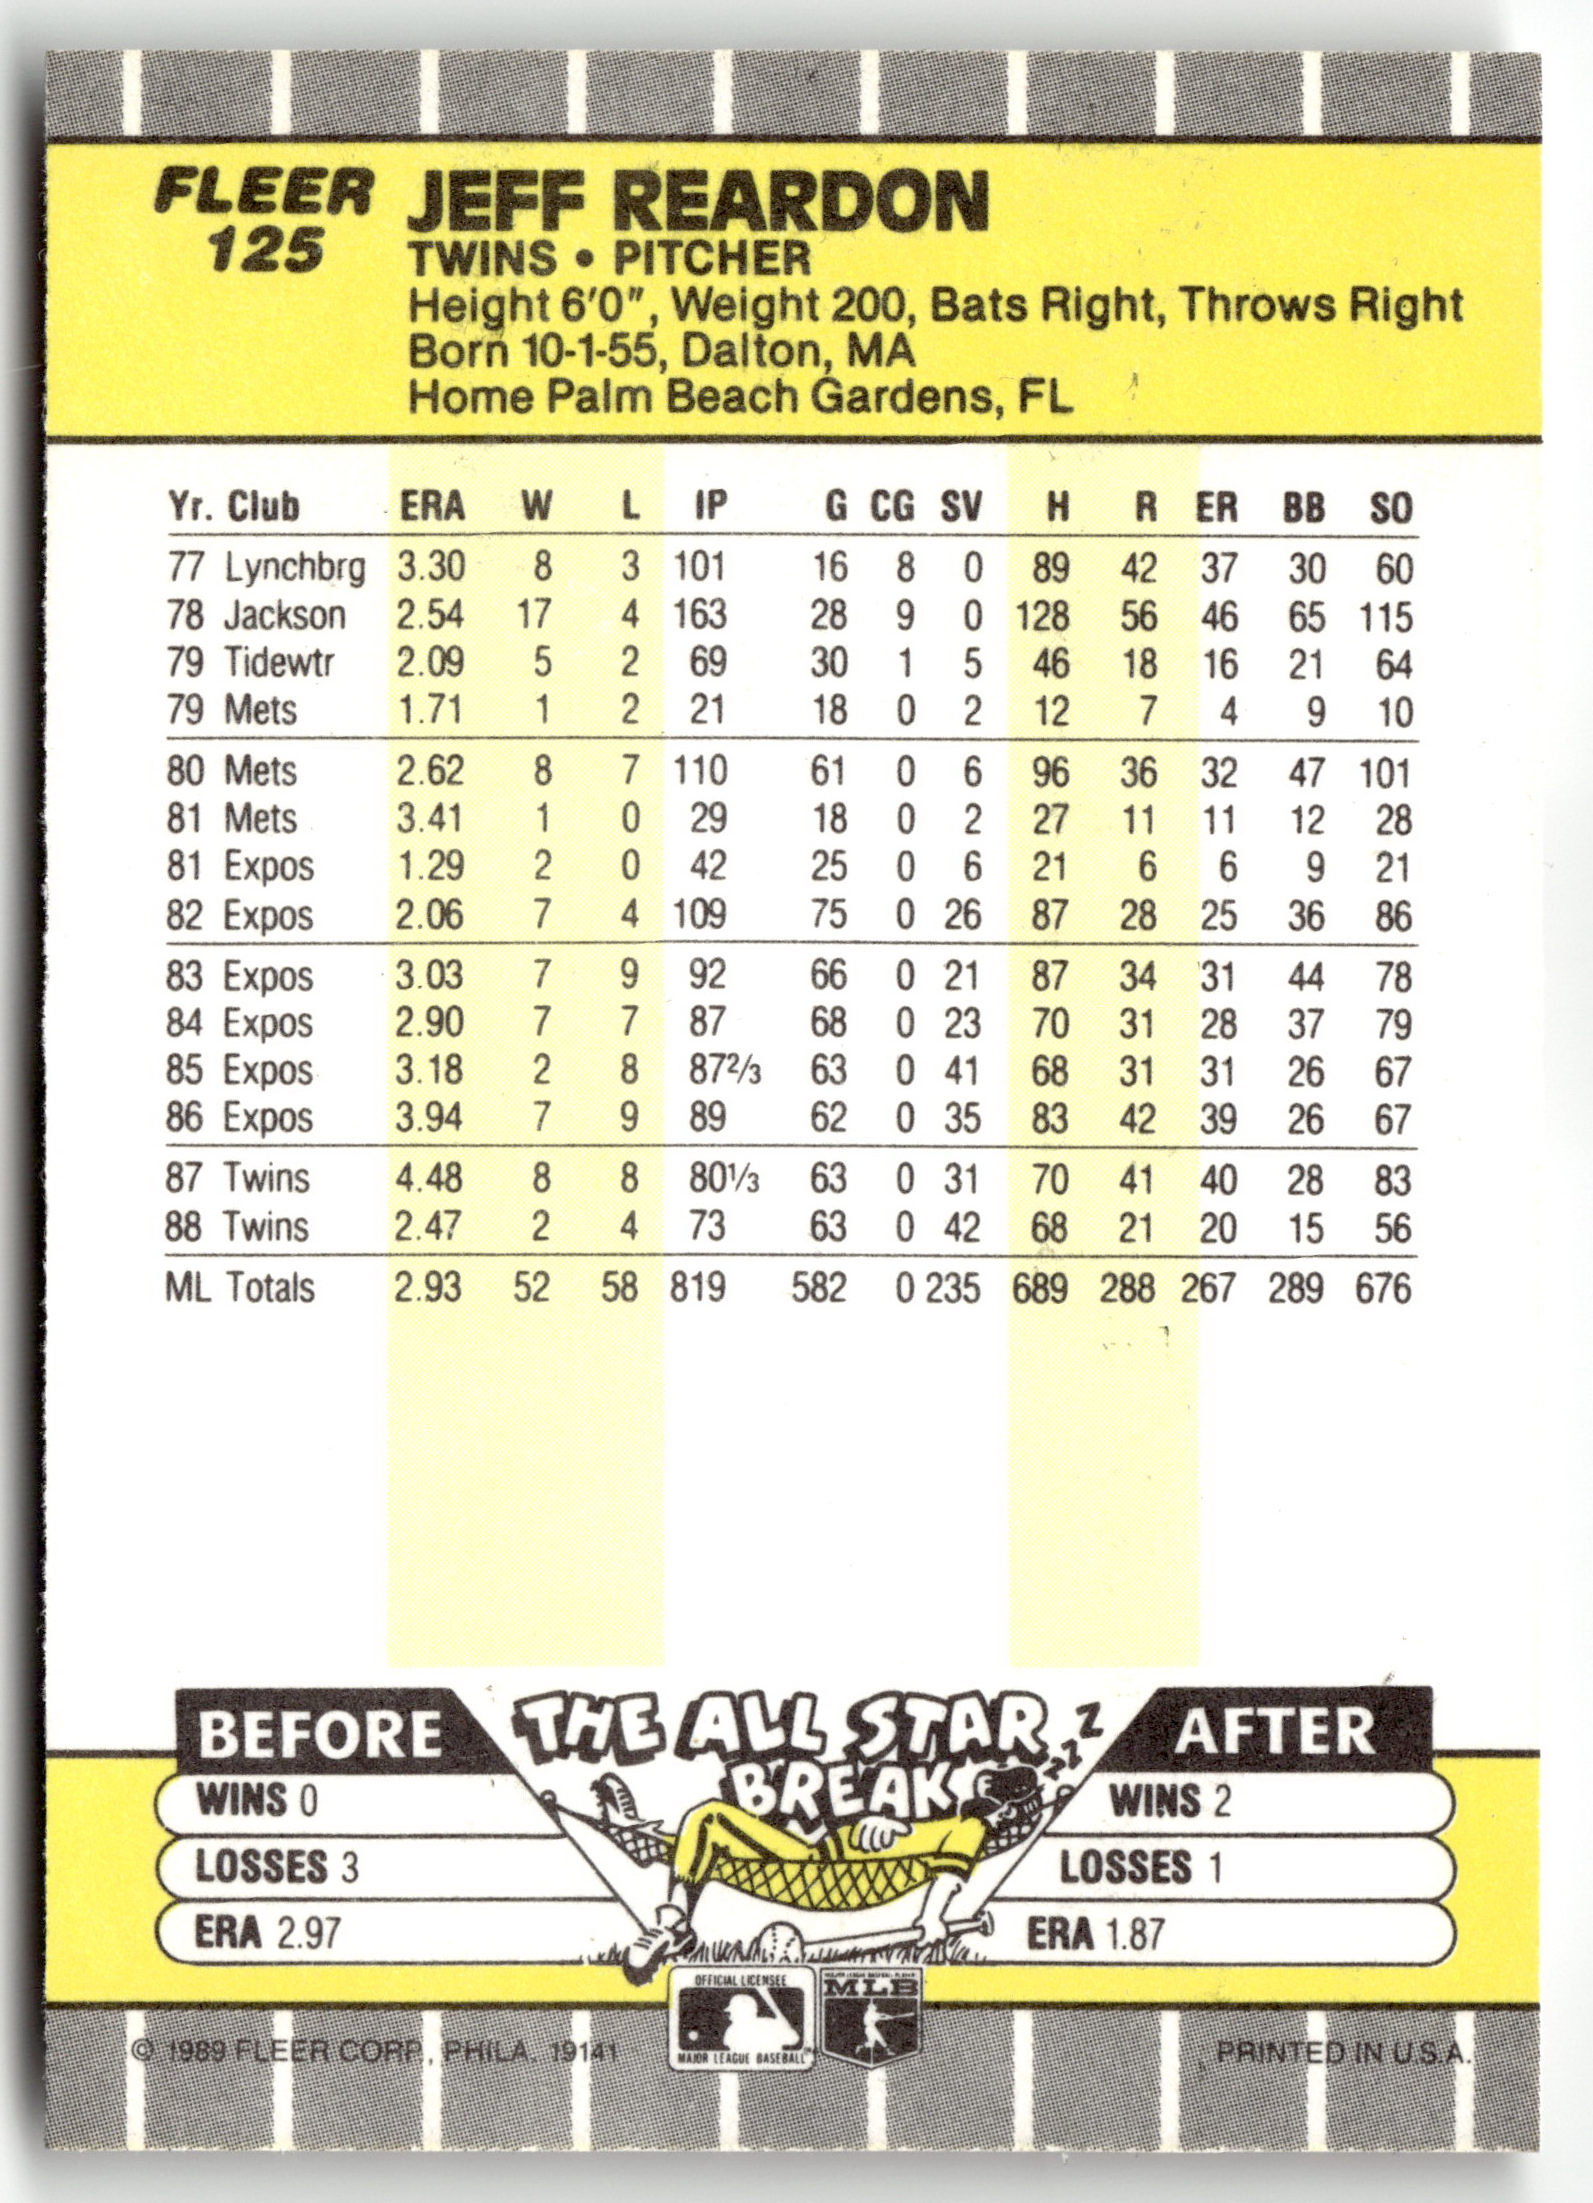 FLEER JEFF REARDON
125 TWINS • PITCHER
Height 6'0", Weight 200, Bats Right, Throws Right
Born 10-1-55, Dalton, MA
Home Palm Beach Gardens, FL
Yr. Club ERA W L IP G CG SV H R ER BB SO
77 Lynchbrg 3.30 8 3 101 16 8 0 89 42 37 30 60
78 Jackson 2.54 17 4 163 28 9 0 128 56 46 65 115
79 Tidewtr 2.09 5 2 69 30 1 5 46 18 16 21 64
79 Mets 1.71 1 2 21 18 0 2 12 7 4 9 10
80 Mets 2.62 8 7 110 61 0 6 96 36 32 47 101
81 Mets 3.41 1 0 29 18 0 2 27 11 11 12 28
81 Expos 1.29 2 0 42 25 0 6 21 6 6 9 21
82 Expos 2.06 7 4 109 75 0 26 87 28 25 36 86
83 Expos 3.03 7 9 92 66 0 21 87 34 31 44 78
84 Expos 2.90 7 7 87 68 0 23 70 31 28 37 79
85 Expos 3.18 2 8 87⅔ 63 0 41 68 31 31 26 67
86 Expos 3.94 7 9 89 62 0 35 83 42 39 26 67
87 Twins 4.48 8 8 80⅓ 63 0 31 70 41 40 28 83
88 Twins 2.47 2 4 73 63 0 42 68 21 20 15 56
ML Totals 2.93 52 58 819 582 0 235 689 288 267 289 676
BEFORE THE ALL STAR BREAK AFTER
zzzZ
WINS 0 WINS 2
LOSSES 3 LOSSES 1
ERA 2.97 ERA 1.87
OFFICIAL LICENSEE
MAJOR LEAGUE BASEBALL
MLB
© 1989 FLEER CORP., PHILA. 19141 PRINTED IN U.S.A.